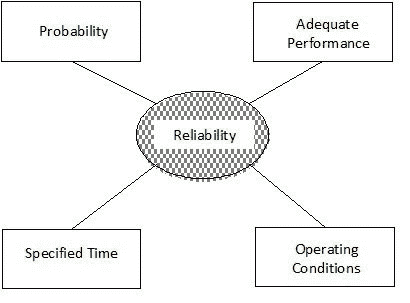 Probability
Adequate
Performance
Reliability
Specified Time
Operating
Conditions